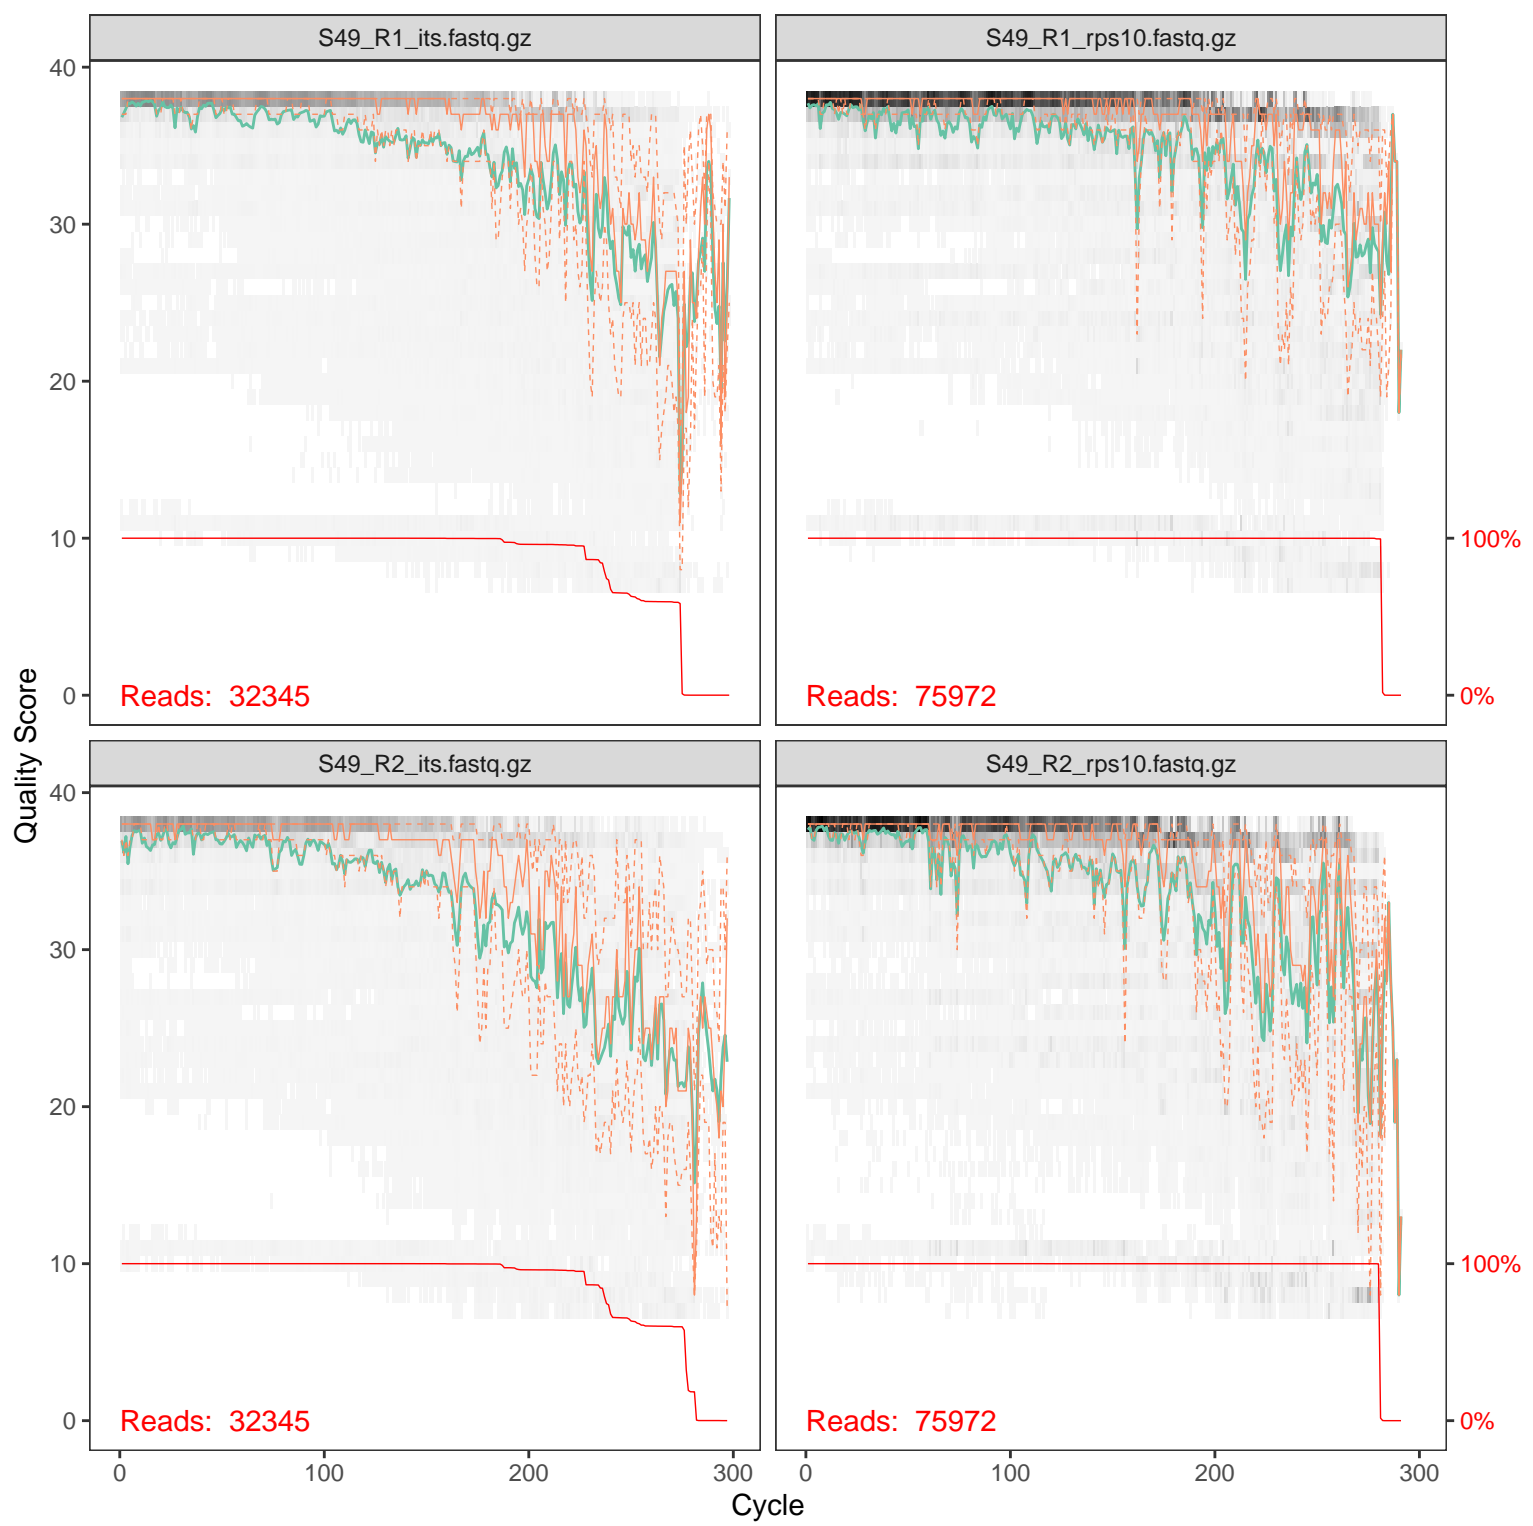 S49_R1_its.fastq.gz
S49_R1_rps10.fastq.gz
40
30
20
10
0
100%
0%
Reads: 32345
Reads: 75972
Quality Score
S49_R2_its.fastq.gz
S49_R2_rps10.fastq.gz
40
30
20
10
0
100%
0%
Reads: 32345
Reads: 75972
0 100 200 300
0 100 200 300
Cycle